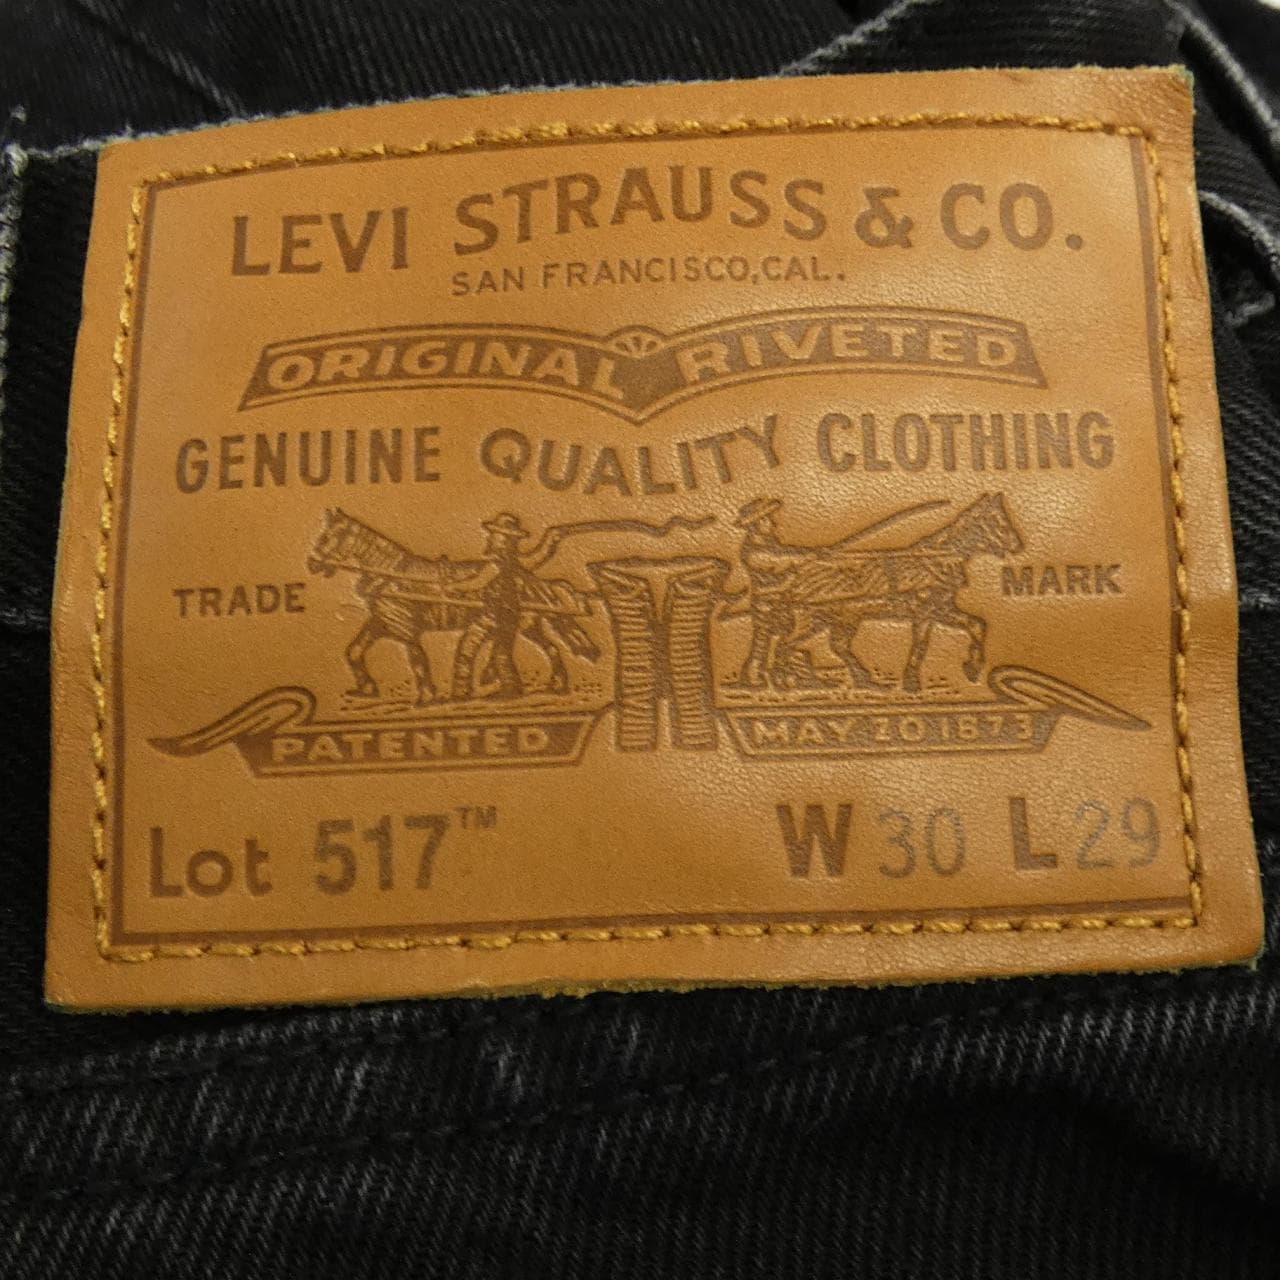 LEVI STRAUSS & CO.
SAN FRANCISCO, CAL.
ORIGINAL RIVETED
GENUINE QUALITY CLOTHING
TRADE MARK
PATENTED MAY 20 1873
Lot 517™ W 30 L 29